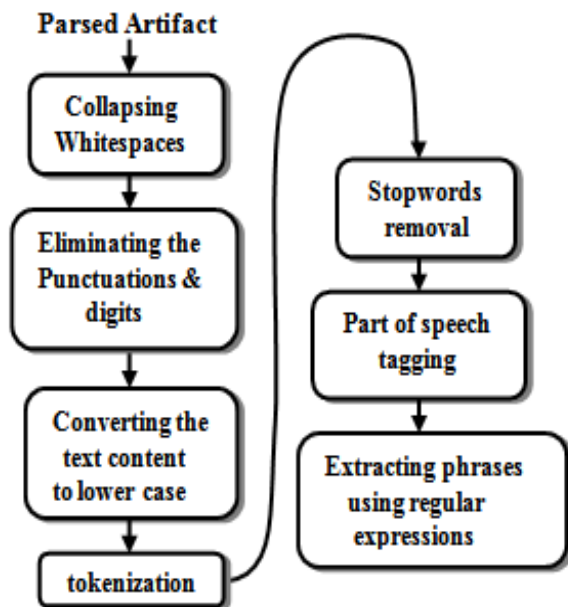 Parsed Artifact
Collapsing
Whitespaces
Eliminating the
Punctuations &
digits
Converting the
text content
to lower case
tokenization
Stopwords
removal
Part of speech
tagging
Extracting phrases
using regular
expressions